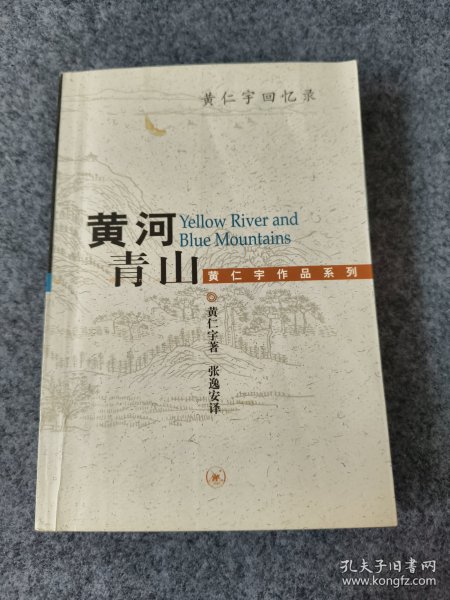 黄仁宇回忆录
黄河
青山
Yellow River and
Blue Mountains
黄仁宇作品系列
黄仁宇著 张逸安译
孔夫子旧书网
www.kongfz.com